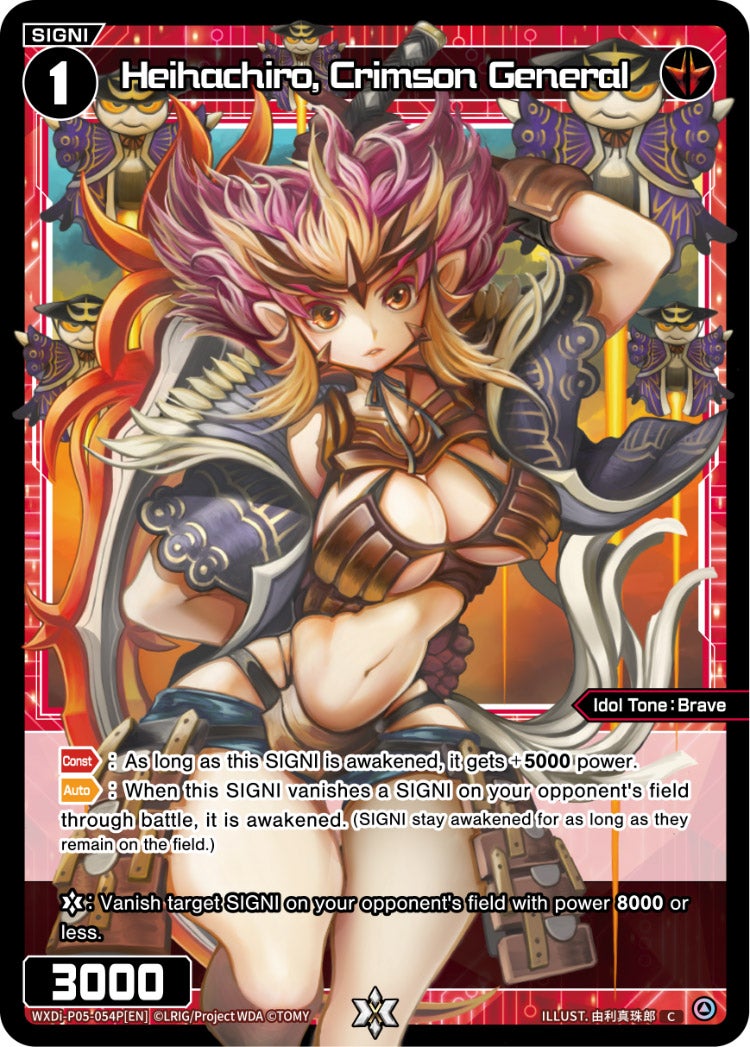 SIGNI
1
Heihachiro, Crimson General
Idol Tone：Brave
Const : As long as this SIGNI is awakened, it gets +5000 power.
Auto : When this SIGNI vanishes a SIGNI on your opponent's field
through battle, it is awakened. (SIGNI stay awakened for as long as they
remain on the field.)
: Vanish target SIGNI on your opponent's field with power 8000 or
less.
3000
WXDi-P05-054P[EN] ©LRIG/Project WDA ©TOMY
ILLUST. 由利真珠郎 C